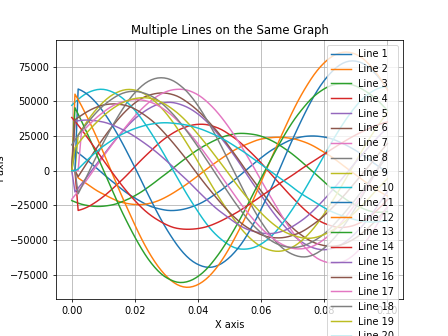 Multiple Lines on the Same Graph
75000
50000
25000
0
−25000
−50000
−75000
0.00
0.02
0.04
0.06
X axis
Line 1
Line 2
Line 3
Line 4
Line 5
Line 6
Line 7
Line 8
Line 9
Line 10
Line 11
Line 12
Line 13
Line 14
Line 15
Line 16
Line 17
Line 18
Line 19
Line 20